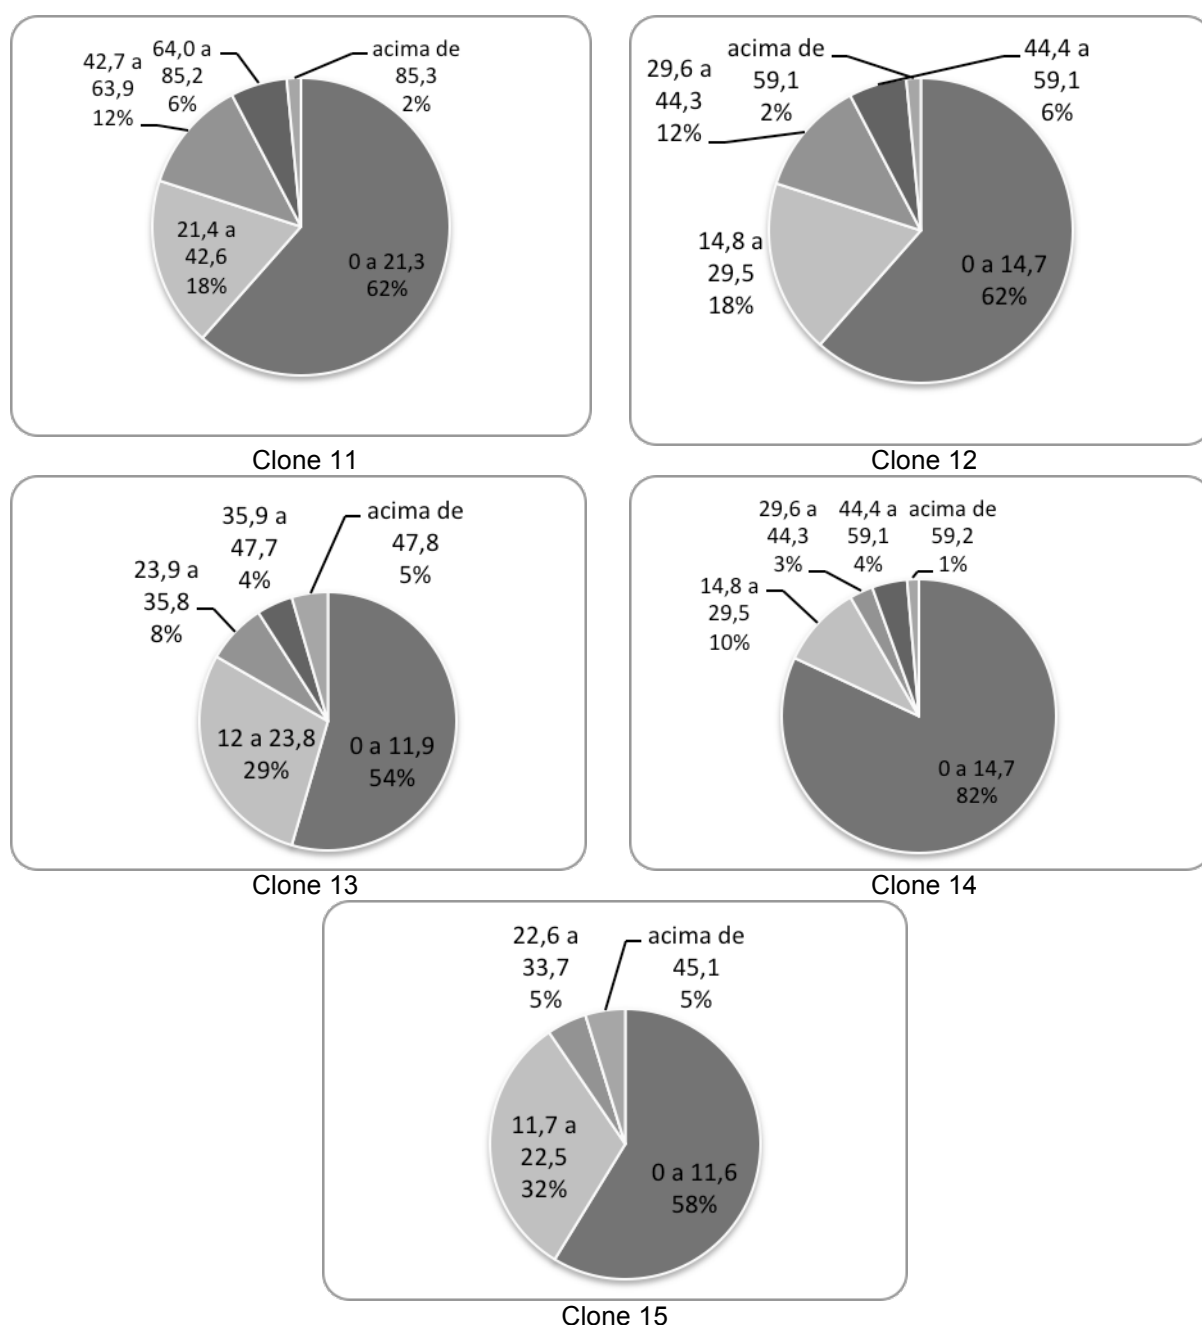 42,7 a
63,9
12%
64,0 a
85,2
6%
acima de
85,3
2%
21,4 a
42,6
18%
0 a 21,3
62%
Clone 11
29,6 a
44,3
12%
acima de
59,1
2%
44,4 a
59,1
6%
14,8 a
29,5
18%
0 a 14,7
62%
Clone 12
23,9 a
35,8
8%
35,9 a
47,7
4%
acima de
47,8
5%
12 a 23,8
29%
0 a 11,9
54%
Clone 13
14,8 a
29,5
10%
29,6 a
44,3
3%
44,4 a
59,1
4%
acima de
59,2
1%
0 a 14,7
82%
Clone 14
22,6 a
33,7
5%
acima de
45,1
5%
11,7 a
22,5
32%
0 a 11,6
58%
Clone 15